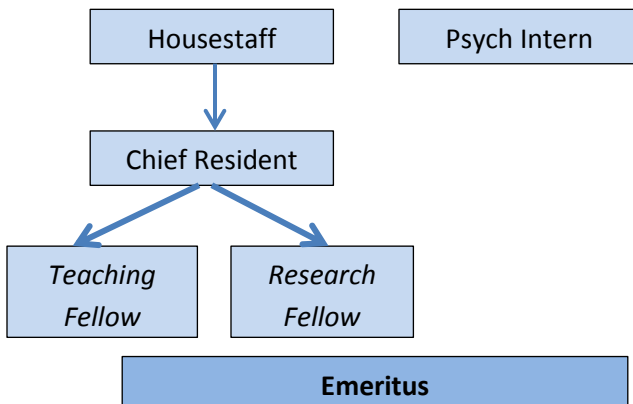 Housestaff
Psych Intern
Chief Resident
Teaching
Fellow
Research
Fellow
Emeritus